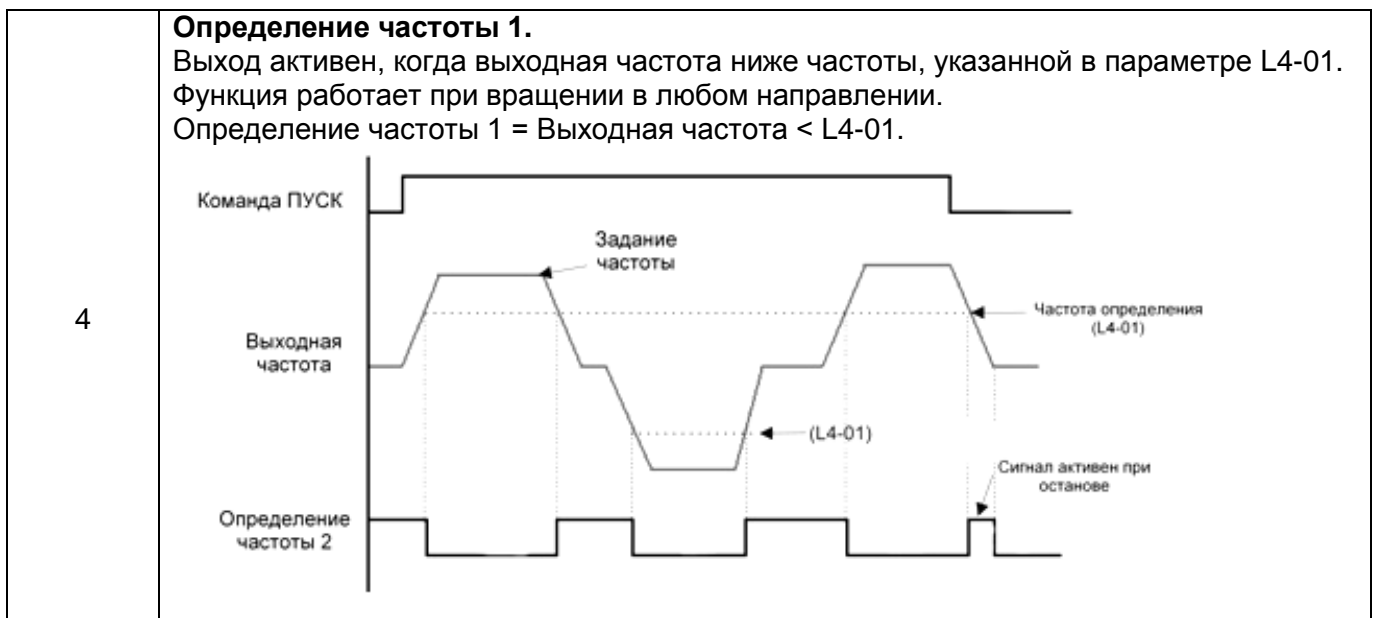 4
Определение частоты 1.
Выход активен, когда выходная частота ниже частоты, указанной в параметре L4-01.
Функция работает при вращении в любом направлении.
Определение частоты 1 = Выходная частота < L4-01.
Команда ПУСК
Задание
частоты
Частота определения
(L4-01)
Выходная
частота
(L4-01)
Сигнал активен при
останове
Определение
частоты 2